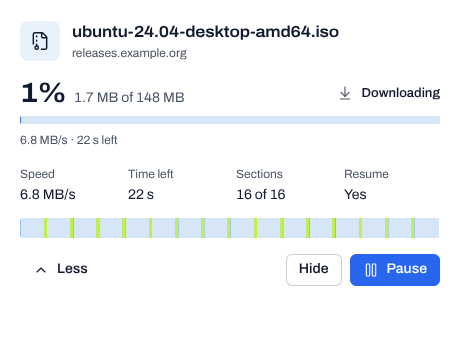 ubuntu-24.04-desktop-amd64.iso
releases.example.org
1% 1.7 MB of 148 MB
Downloading
6.8 MB/s · 22 s left
Speed Time left Sections Resume
6.8 MB/s 22 s 16 of 16 Yes
Less Hide Pause